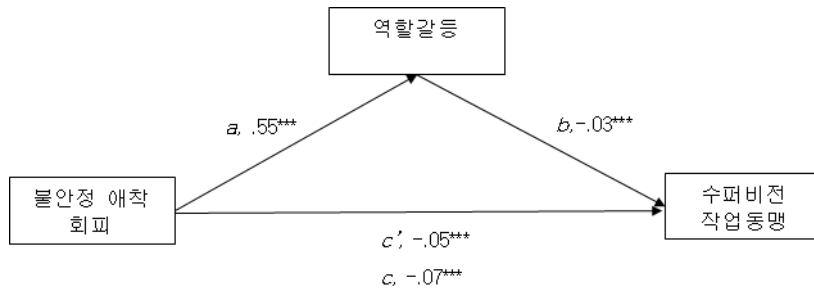 역할갈등
a, .55***
b,-.03***
불안정 애착
회피
수퍼비전
작업동맹
c', -.05***
c, -.07***